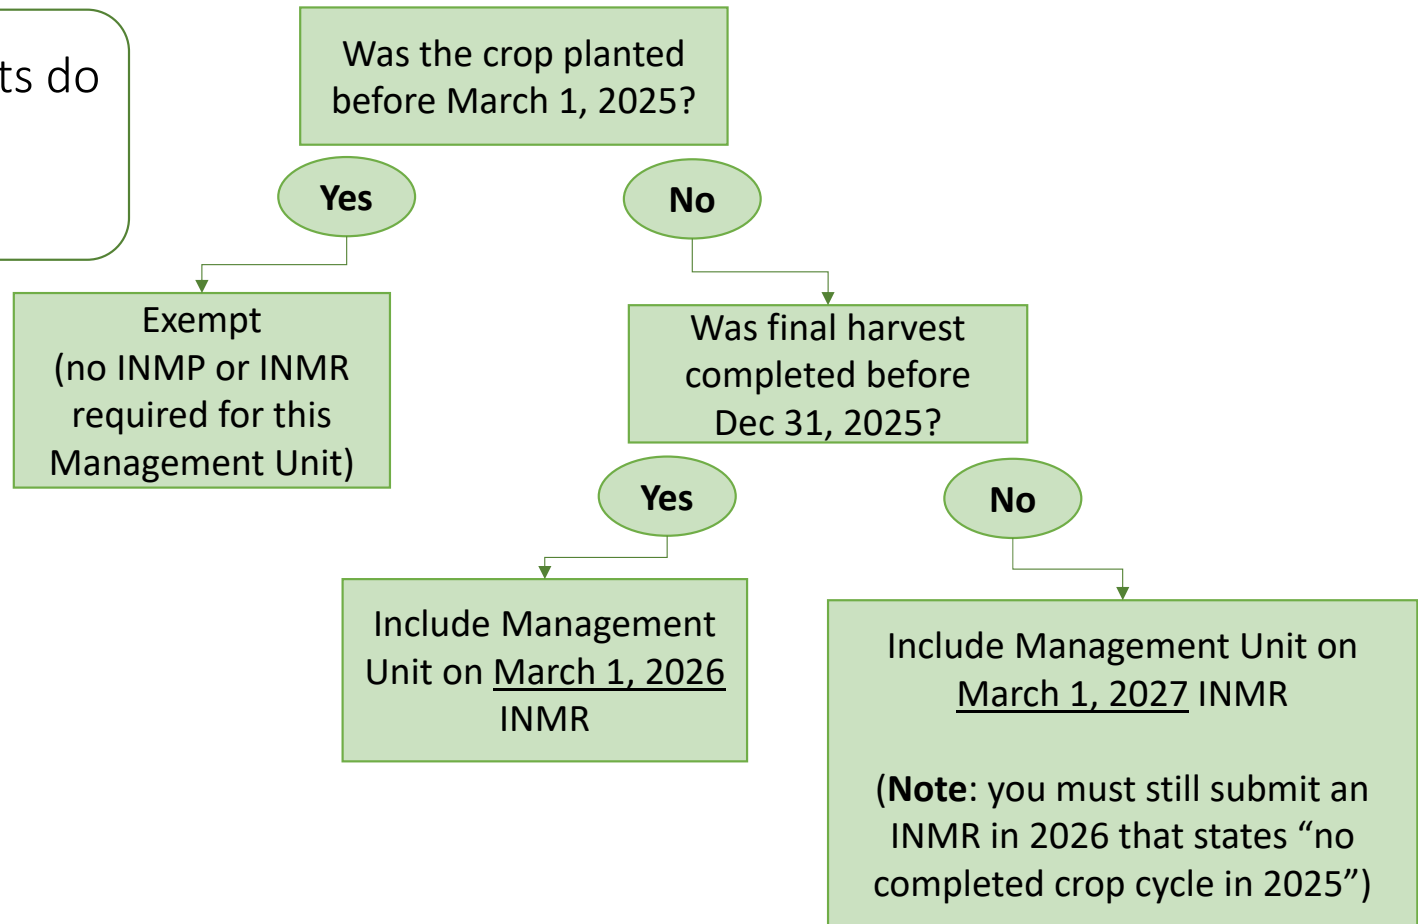 ts do
Was the crop planted
before March 1, 2025?
Yes
No
Exempt
(no INMP or INMR
required for this
Management Unit)
Was final harvest
completed before
Dec 31, 2025?
Yes
No
Include Management
Unit on March 1, 2026
INMR
Include Management Unit on
March 1, 2027 INMR
(Note: you must still submit an
INMR in 2026 that states “no
completed crop cycle in 2025”)